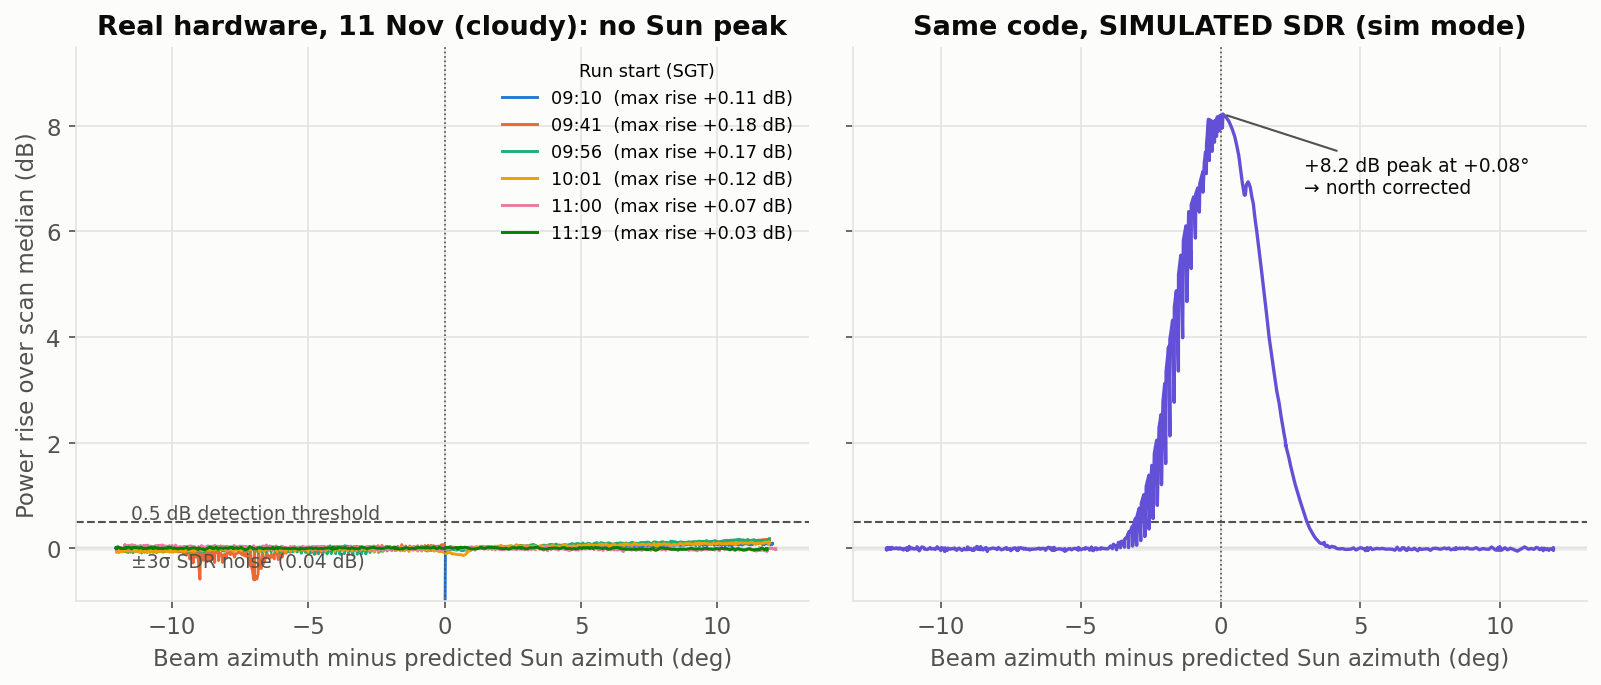 Real hardware, 11 Nov (cloudy): no Sun peak
Power rise over scan median (dB)
8
6
4
2
0
Run start (SGT)
09:10 (max rise +0.11 dB)
09:41 (max rise +0.18 dB)
09:56 (max rise +0.17 dB)
10:01 (max rise +0.12 dB)
11:00 (max rise +0.07 dB)
11:19 (max rise +0.03 dB)
0.5 dB detection threshold
±3σ SDR noise (0.04 dB)
−10
−5
0
5
10
Beam azimuth minus predicted Sun azimuth (deg)
Same code, SIMULATED SDR (sim mode)
+8.2 dB peak at +0.08°
→ north corrected
−10
−5
0
5
10
Beam azimuth minus predicted Sun azimuth (deg)